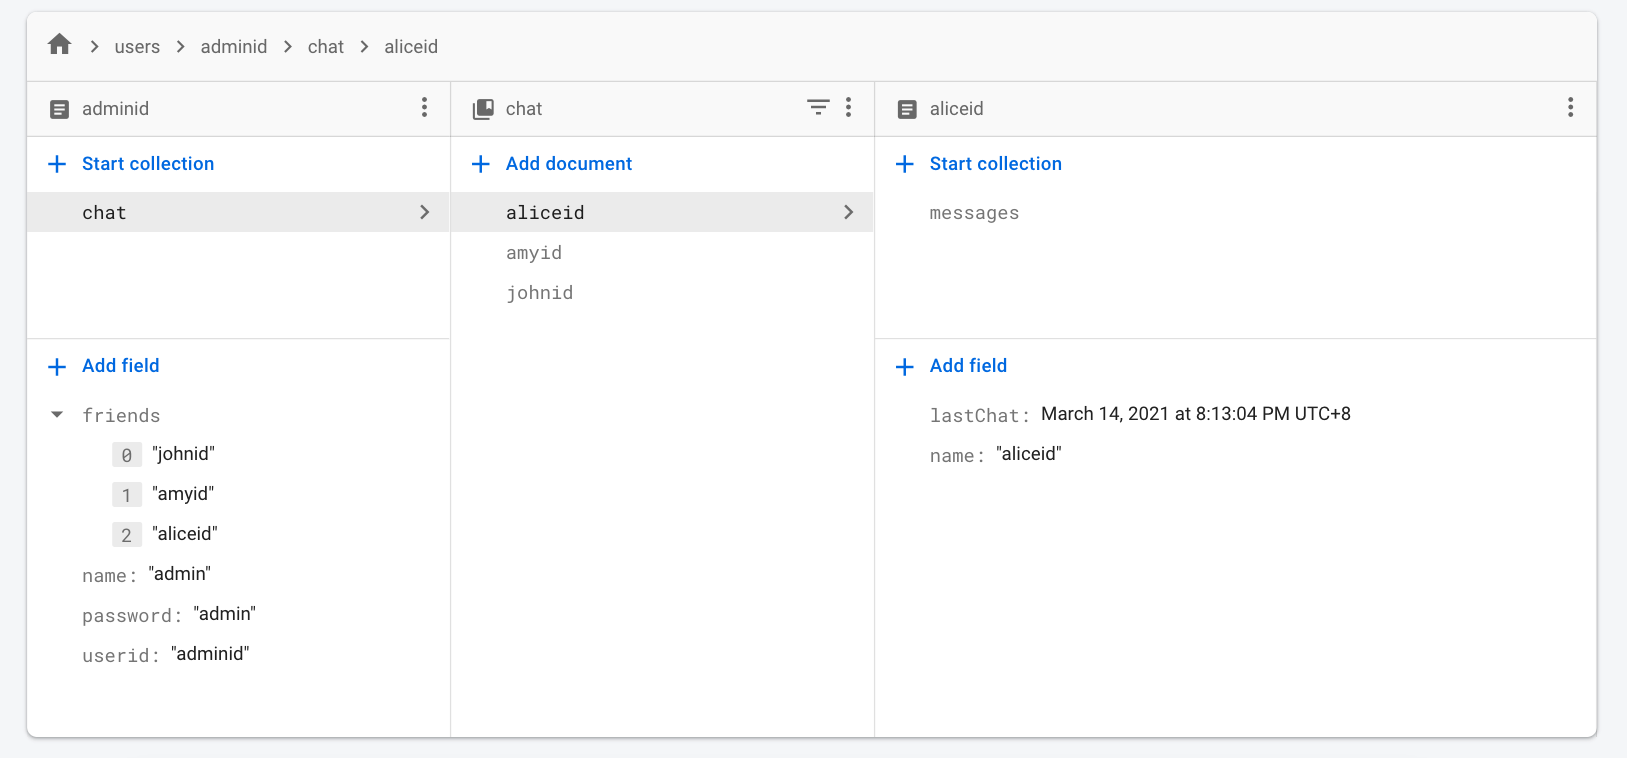 users adminid chat aliceid
adminid
Start collection
chat
Add field
friends
0 "johnid"
1 "amyid"
2 "aliceid"
name: "admin"
password: "admin"
userid: "adminid"
chat
Add document
aliceid
amyid
johnid
aliceid
Start collection
messages
Add field
lastChat: March 14, 2021 at 8:13:04 PM UTC+8
name: "aliceid"